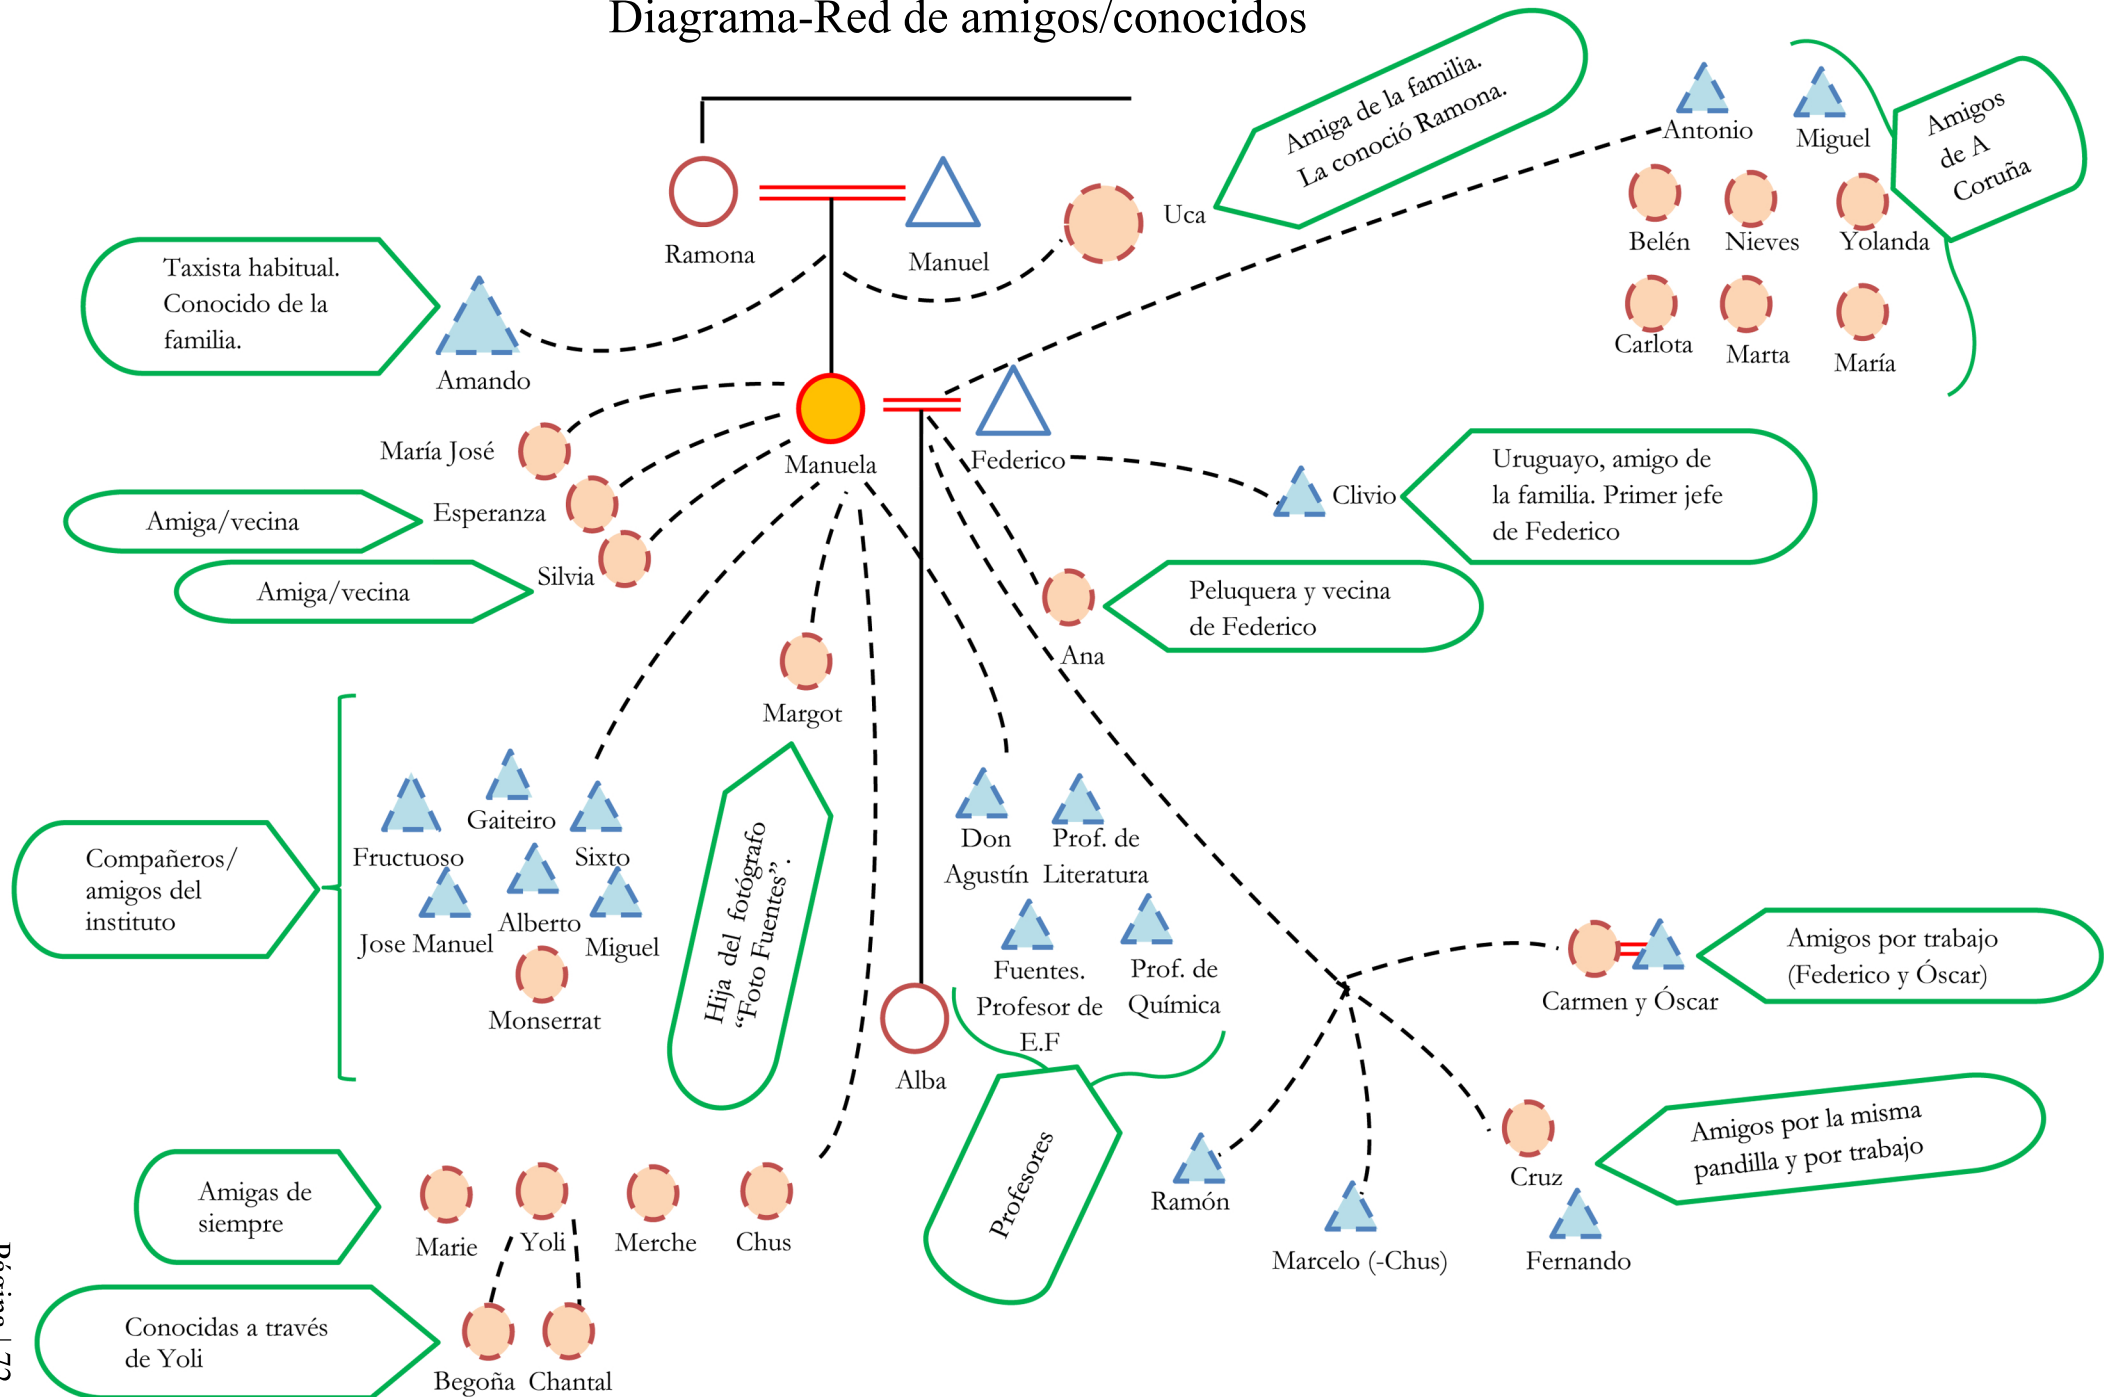 Diagrama-Red de amigos/conocidos
Amiga de la familia.
La conoció Ramona.
Antonio
Miguel
Amigos
de A
Coruña
Belén
Nieves
Yolanda
Carlota
Marta
María
Ramona
Manuel
Uca
Taxista habitual.
Conocido de la
familia.
Amando
María José
Manuela
Federico
Clivio
Uruguayo, amigo de
la familia. Primer jefe
de Federico
Amiga/vecina
Esperanza
Amiga/vecina
Silvia
Peluquera y vecina
de Federico
Ana
Margot
Hija del fotógrafo
“Foto Fuentes”.
Compañeros/
amigos del
instituto
Fructuoso
Gaiteiro
Sixto
Jose Manuel
Alberto
Miguel
Monserrat
Don
Agustín
Prof. de
Literatura
Fuentes.
Profesor de
E.F
Prof. de
Química
Profesores
Alba
Carmen y Óscar
Amigos por trabajo
(Federico y Óscar)
Ramón
Marcelo (-Chus)
Cruz
Fernando
Amigos por la misma
pandilla y por trabajo
Amigas de
siempre
Marie
Yoli
Merche
Chus
Conocidas a través
de Yoli
Begoña
Chantal
Página | 72